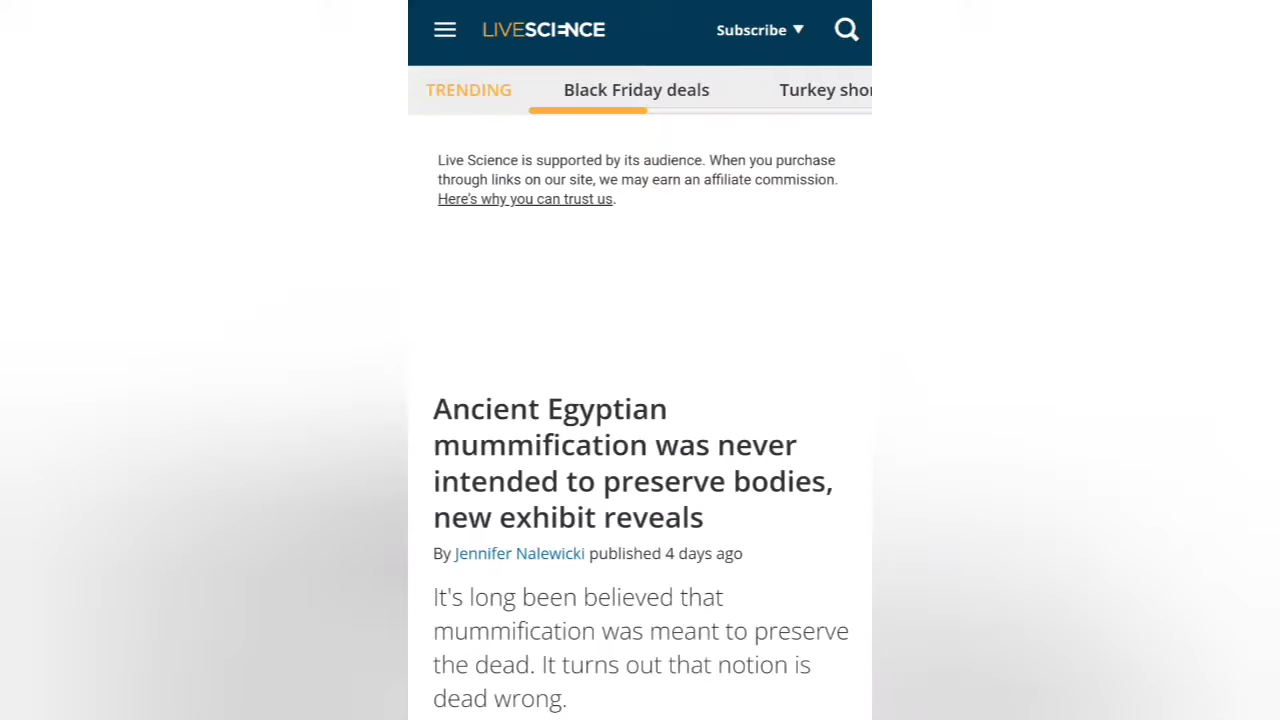 LIVESCIENCE
Subscribe
TRENDING
Black Friday deals
Turkey shor
Live Science is supported by its audience. When you purchase
through links on our site, we may earn an affiliate commission.
Here's why you can trust us.
Ancient Egyptian
mummification was never
intended to preserve bodies,
new exhibit reveals
By Jennifer Nalewicki published 4 days ago
It's long been believed that
mummification was meant to preserve
the dead. It turns out that notion is
dead wrong.